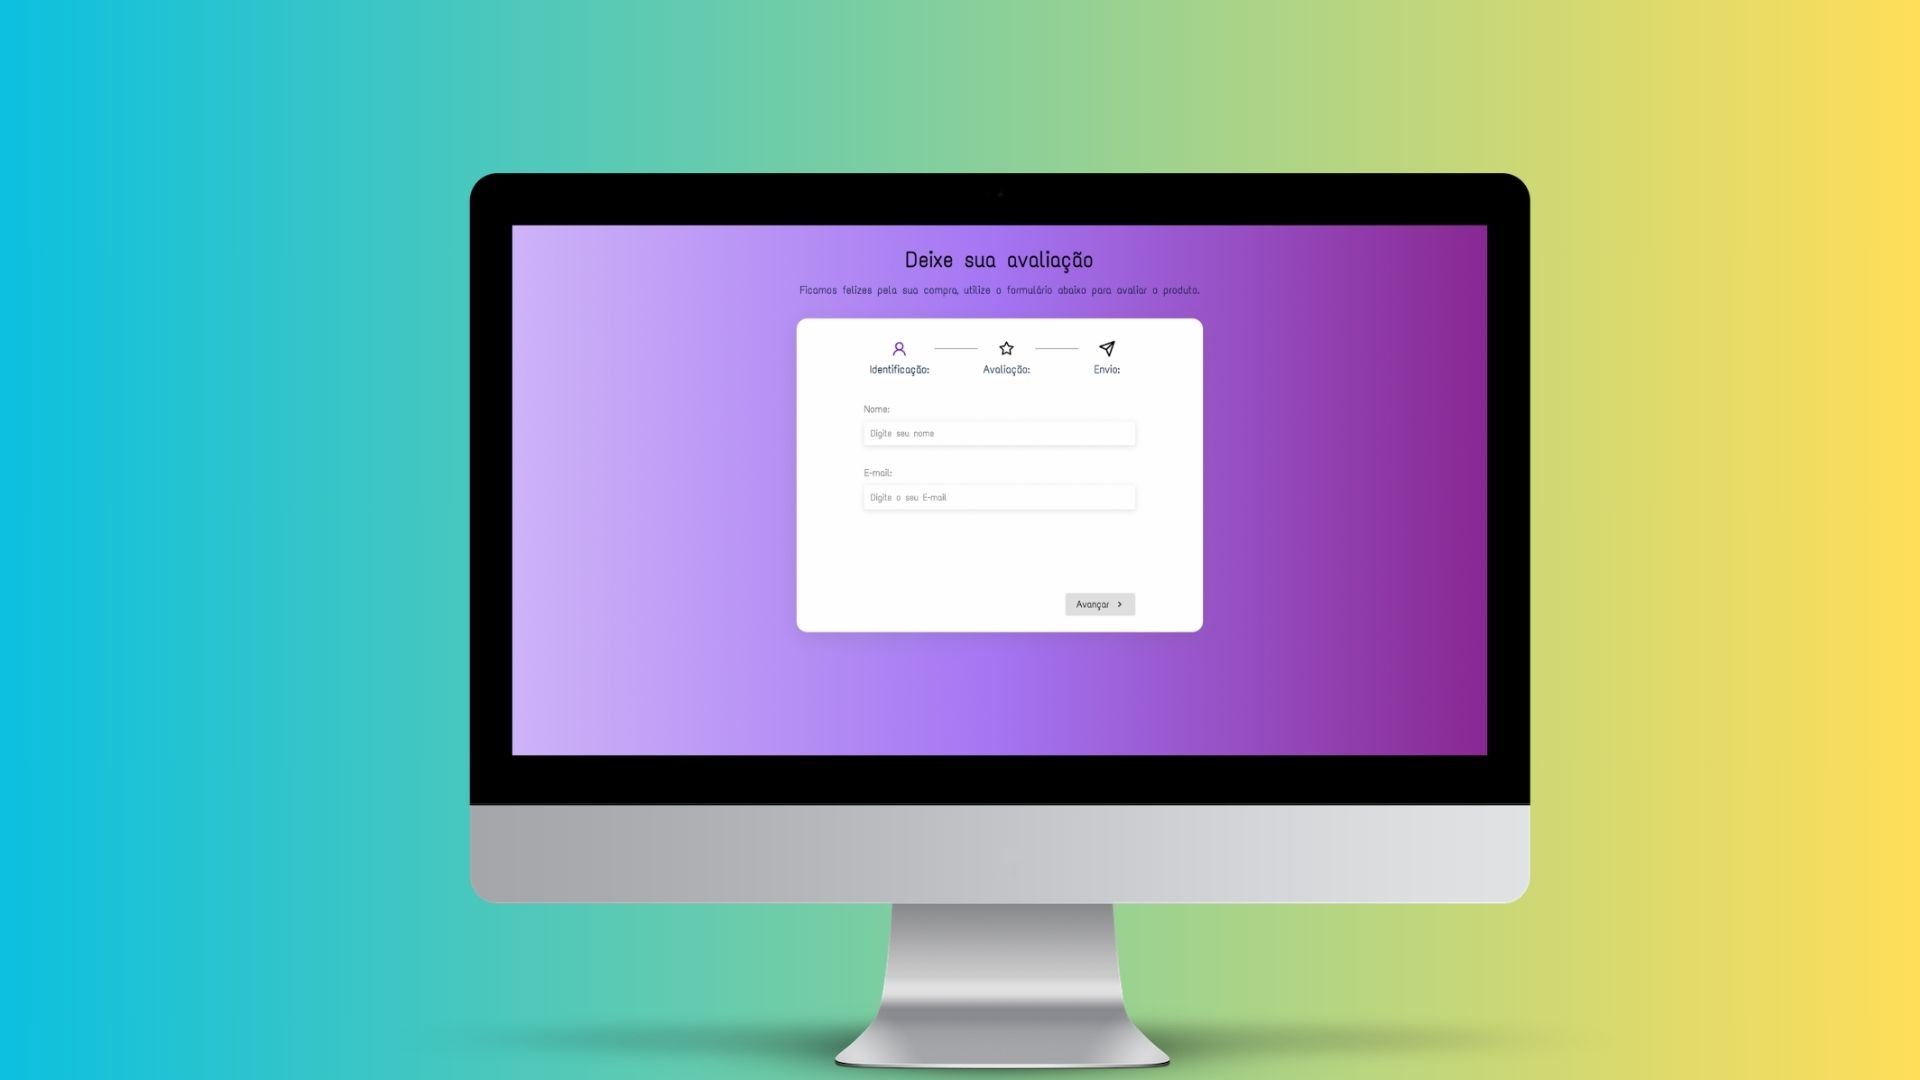 Deixe sua avaliação
Ficamos felizes pela sua compra, utilize o formulário abaixo para avaliar o produto.
Identificação:
Avaliação:
Envio:
Nome:
Digite seu nome
E-mail:
Digite o seu E-mail
Avançar